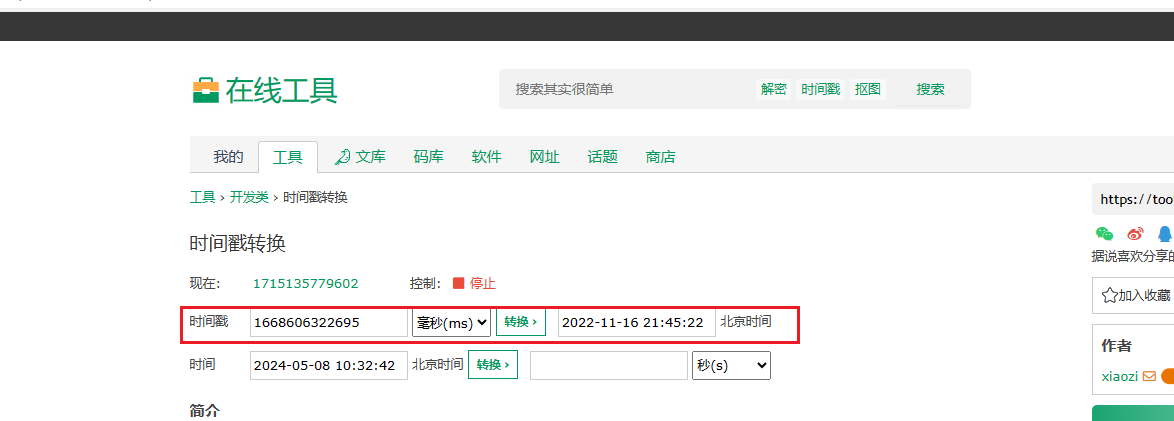 在线工具
搜索其实很简单 解密 时间戳 抠图 搜索
我的 工具 文库 码库 软件 网址 话题 商店
工具 › 开发类 › 时间戳转换
https://too
时间戳转换
据说喜欢分享的
现在： 1715135779602 控制： 停止
加入收藏
时间戳 1668606322695 毫秒(ms) 转换 › 2022-11-16 21:45:22 北京时间
作者
时间 2024-05-08 10:32:42 北京时间 转换 › 秒(s)
xiaozi
简介